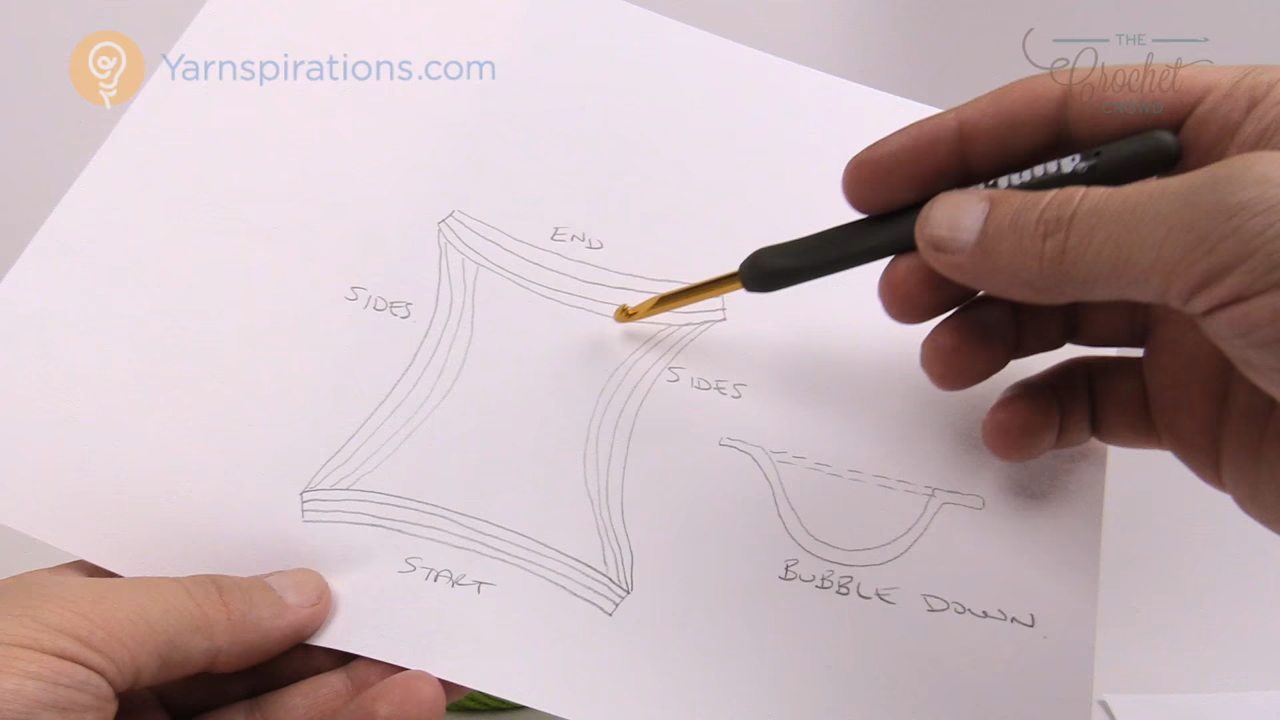 Yarnspirations.com
THE
Crochet
CROWD
END
SIDES
SIDES
START
BUBBLE DOWN